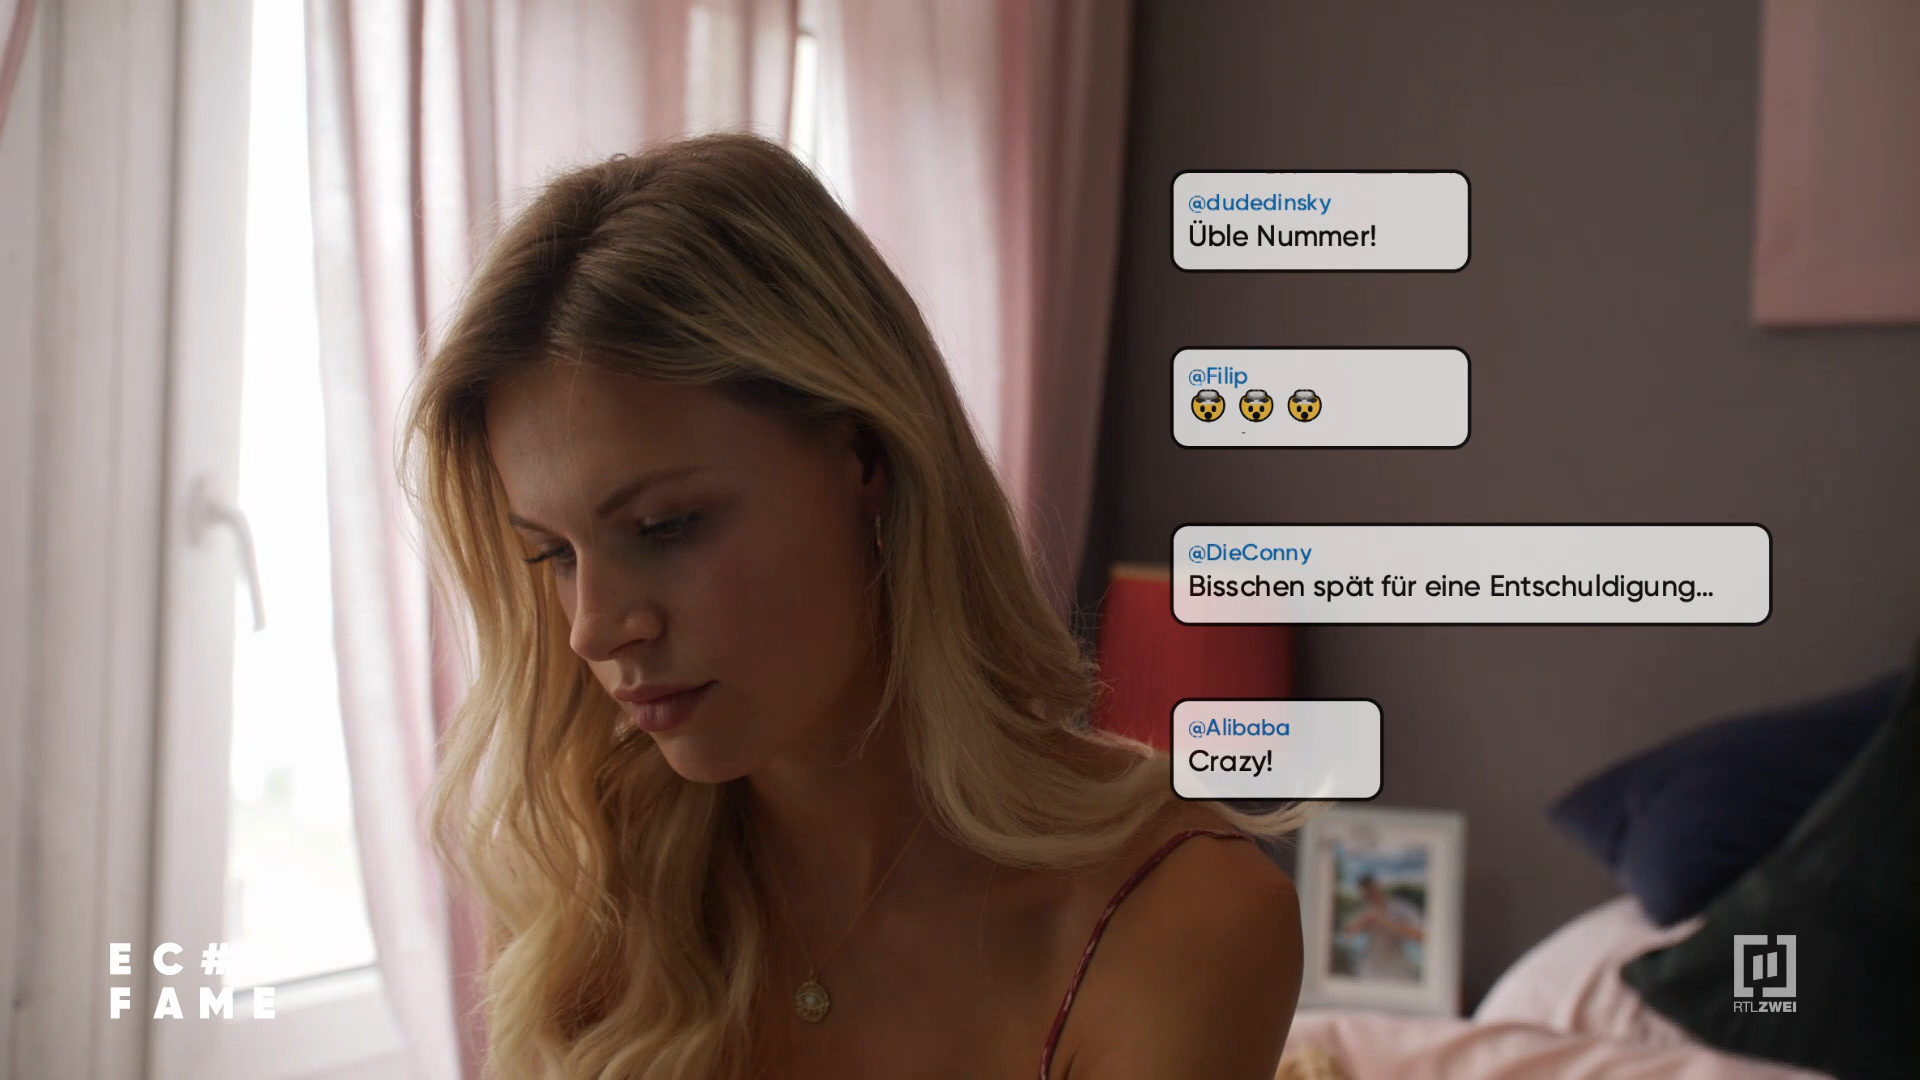 @dudedinsky
Üble Nummer!
@Filip
@DieConny
Bisschen spät für eine Entschuldigung...
@Alibaba
Crazy!
EC#
FAME
RTLZWEI